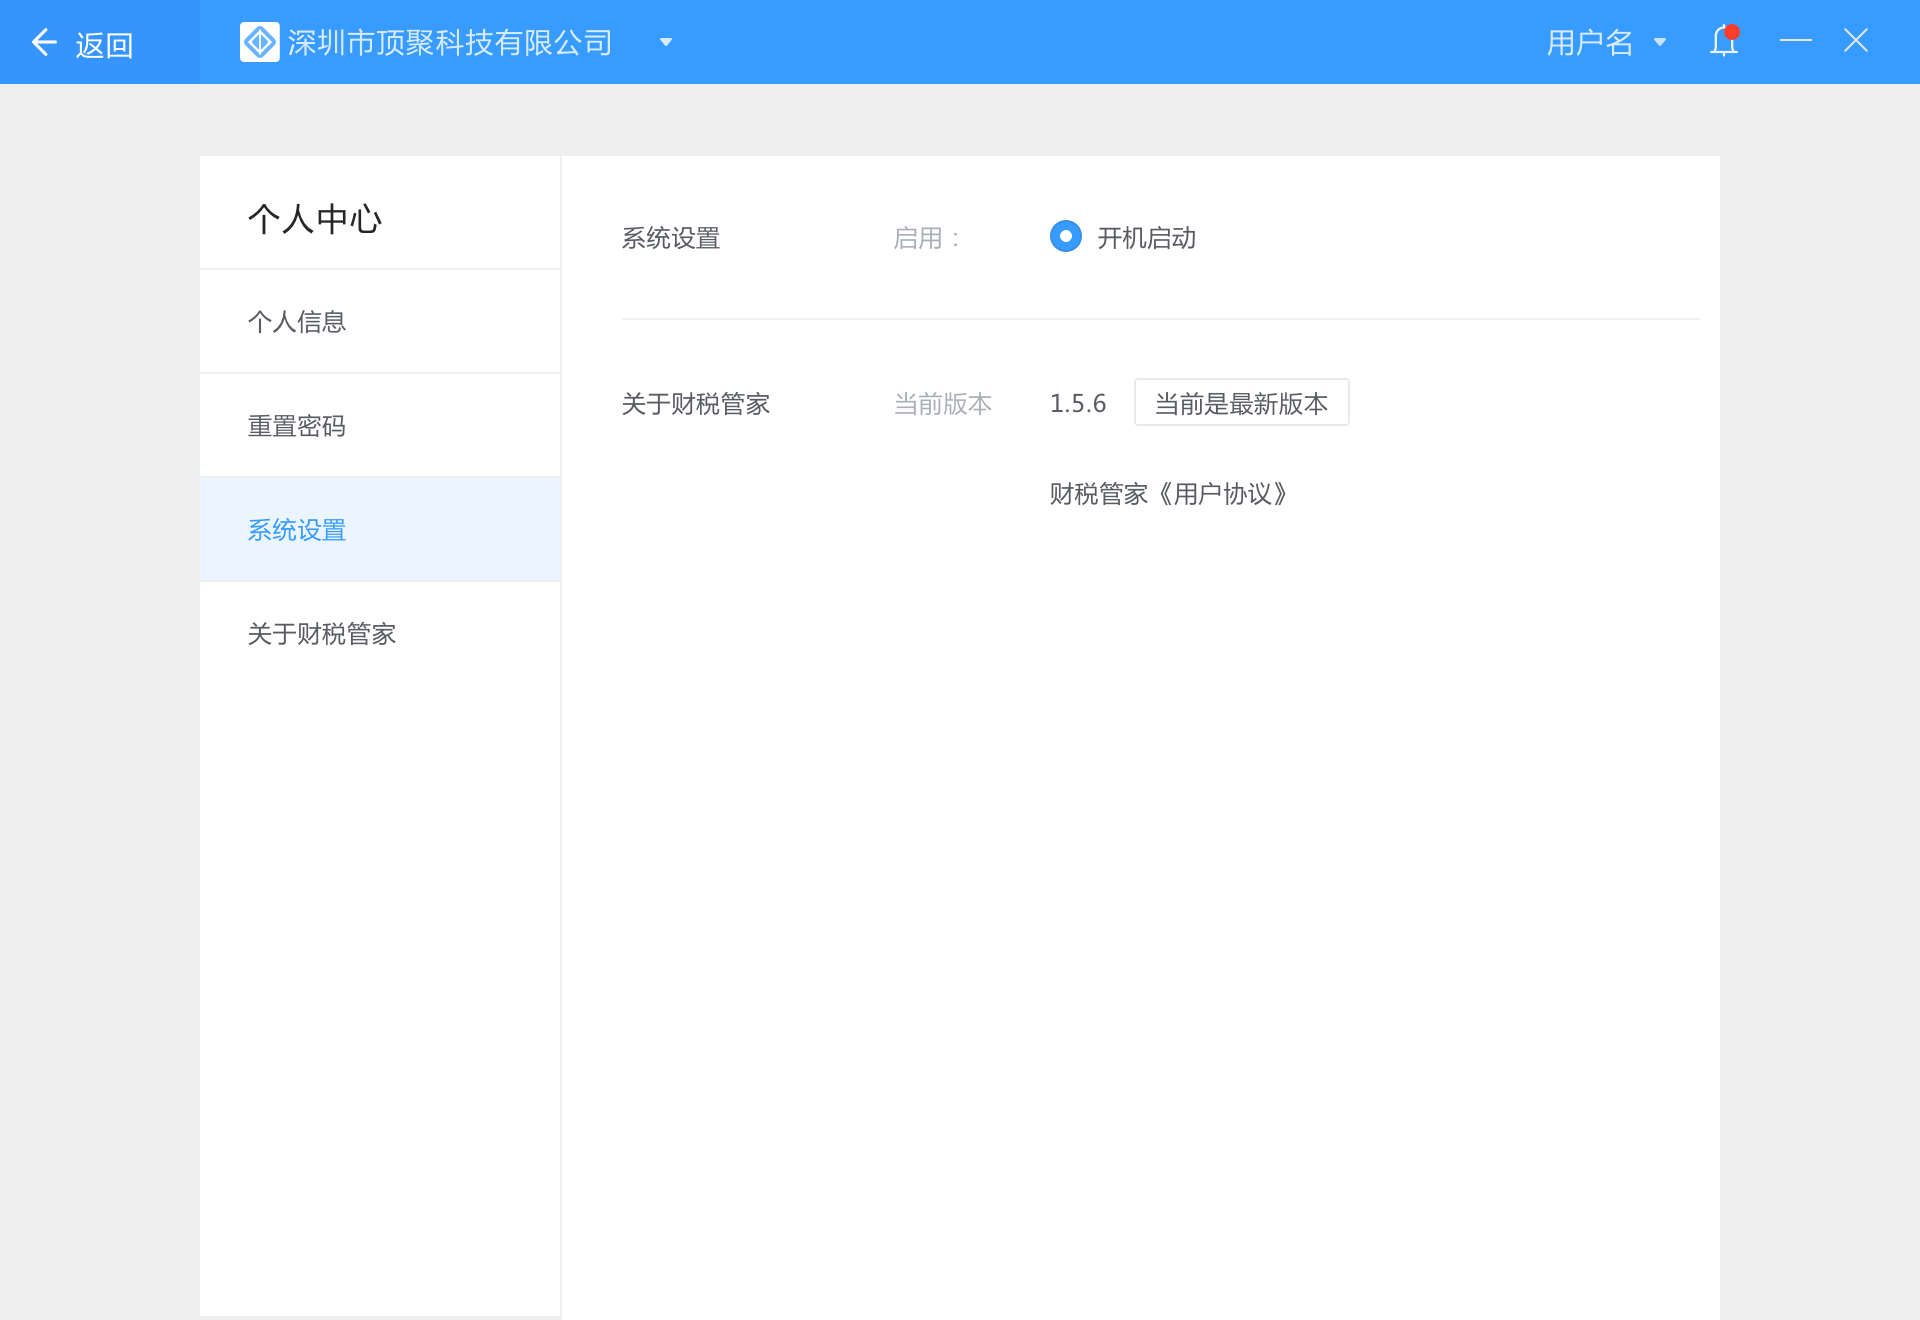 返回
深圳市顶聚科技有限公司
用户名
个人中心
个人信息
重置密码
系统设置
关于财税管家
系统设置 启用： 开机启动
关于财税管家 当前版本 1.5.6 当前是最新版本
财税管家《用户协议》